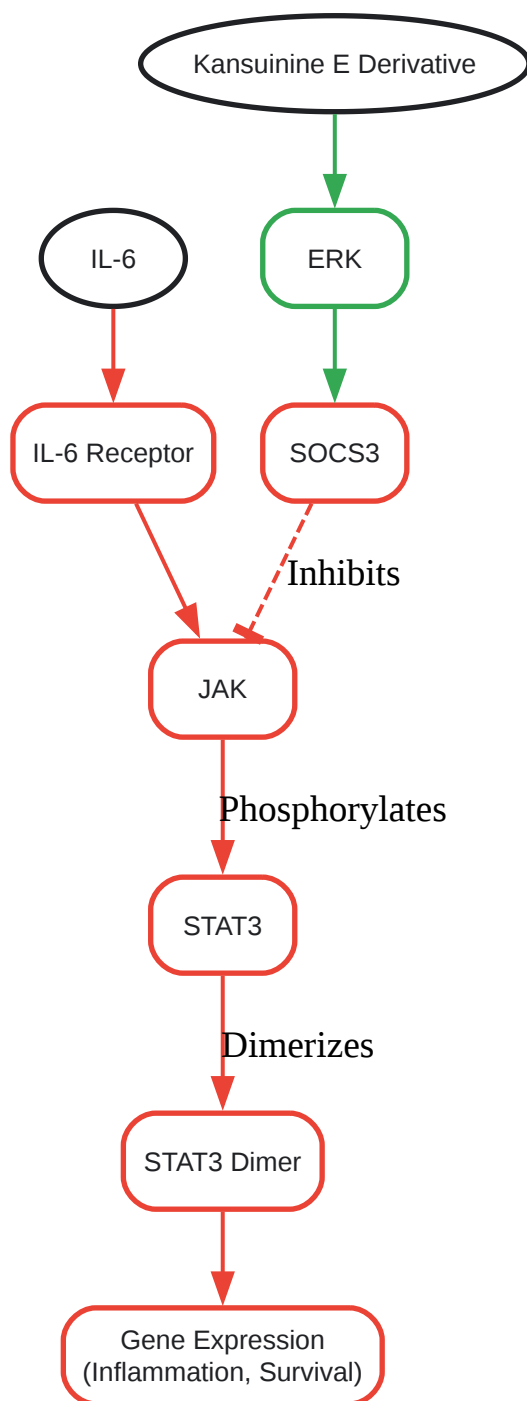 Kansuinine E Derivative
IL-6
ERK
IL-6 Receptor
SOCS3
Inhibits
JAK
Phosphorylates
STAT3
Dimerizes
STAT3 Dimer
Gene Expression
(Inflammation, Survival)